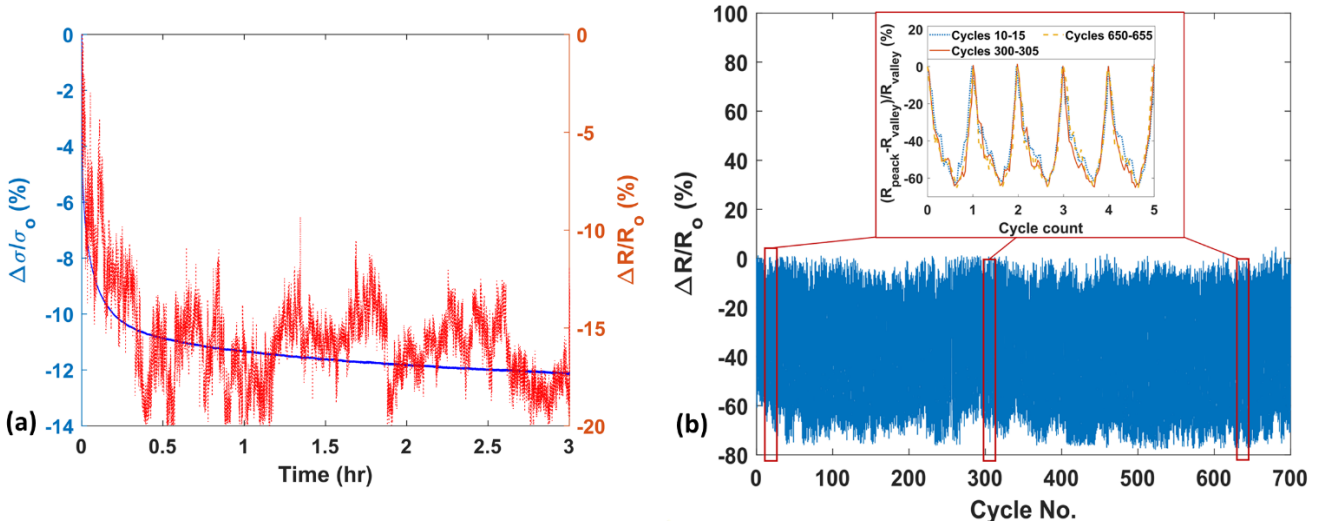 0
-2
-4
-6
-8
-10
-12
-14
Δσ/σo (%)
0
-5
-10
-15
-20
ΔR/Ro (%)
0 0.5 1 1.5 2 2.5 3
Time (hr)
(a)
100
80
60
40
20
0
-20
-40
-60
-80
ΔR/Ro (%)
0 100 200 300 400 500 600 700
Cycle No.
(b)
Cycles 10-15 Cycles 650-655
Cycles 300-305
20
0
-20
-40
-60
(Rpeack-Rvalley)/Rvalley (%)
0 1 2 3 4 5
Cycle count